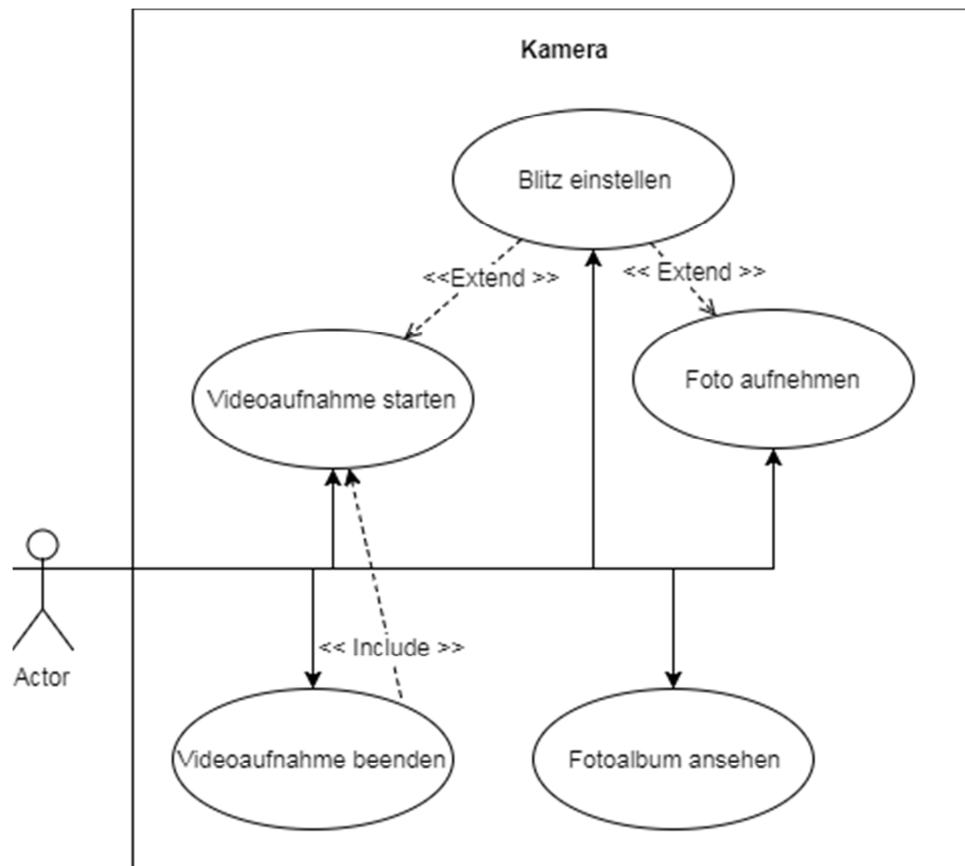 Kamera
Blitz einstellen
<<Extend >>
<< Extend >>
Videoaufnahme starten
Foto aufnehmen
<< Include >>
Actor
Videoaufnahme beenden
Fotoalbum ansehen